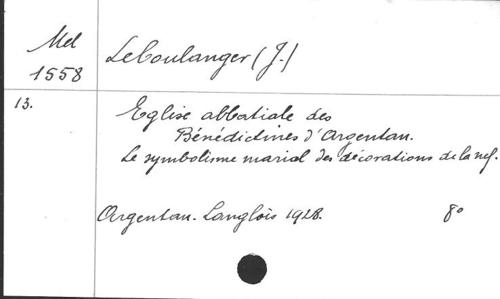 Mel
1558
Leboulanger (J.)
13.
Eglise abbatiale des
Bénédictines d'Argentan.
Le symbolisme marial des décorations de la nef.
Argentan. Langlois 1928. 8°